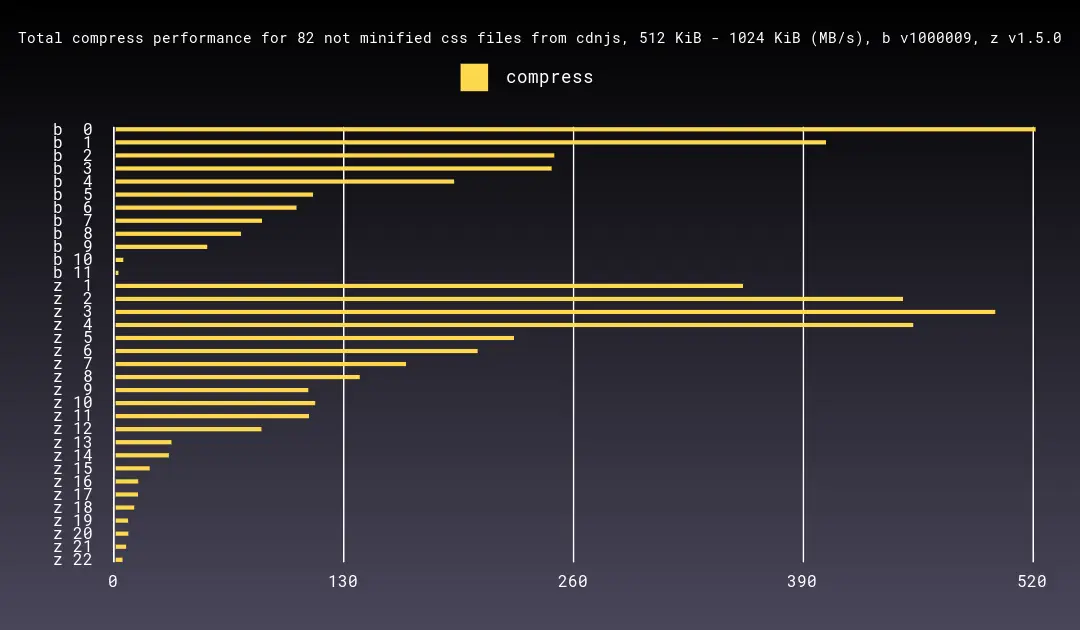 Total compress performance for 82 not minified css files from cdnjs, 512 KiB - 1024 KiB (MB/s), b v1000009, z v1.5.0
compress
b 0
b 1
b 2
b 3
b 4
b 5
b 6
b 7
b 8
b 9
b 10
b 11
z 1
z 2
z 3
z 4
z 5
z 6
z 7
z 8
z 9
z 10
z 11
z 12
z 13
z 14
z 15
z 16
z 17
z 18
z 19
z 20
z 21
z 22
0 130 260 390 520